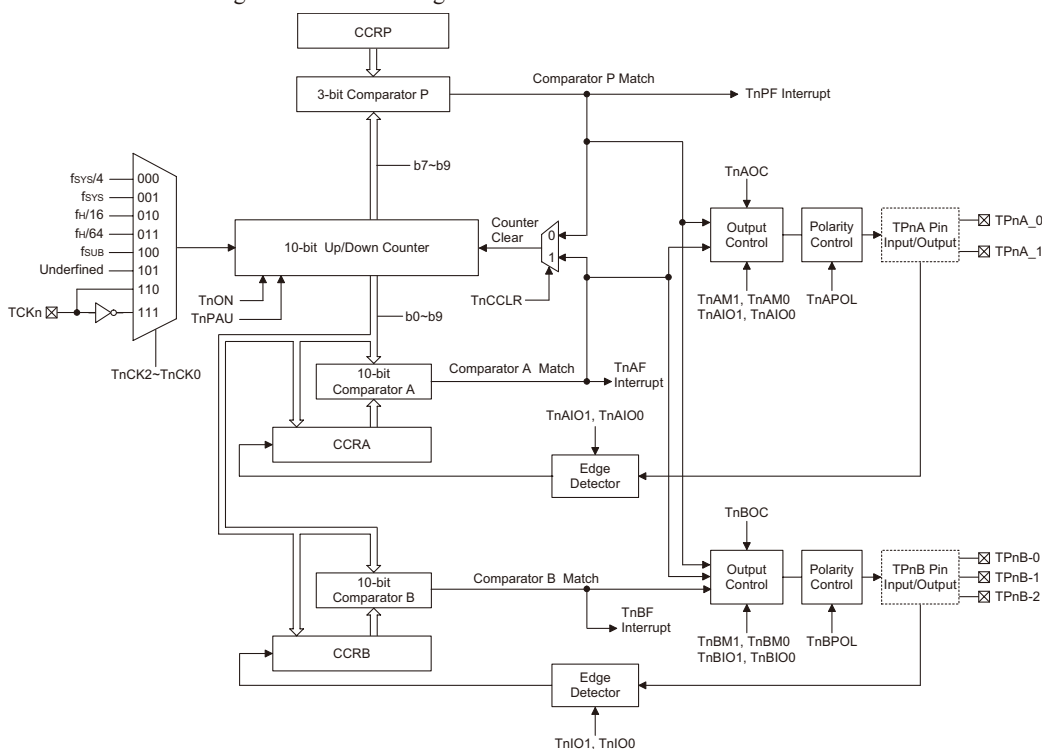 CCRP
3-bit Comparator P
Comparator P Match
TnPF Interrupt
b7~b9
fSYS/4
fSYS
fH/16
fH/64
fSUB
Undefined
000
001
010
011
100
101
110
111
TCKn
TnCK2~TnCK0
10-bit Up/Down Counter
TnON
TnPAU
Counter
Clear
0
1
TnCCLR
b0~b9
TnAOC
Output
Control
Polarity
Control
TPnA Pin
Input/Output
TPnA_0
TPnA_1
TnAM1, TnAM0
TnAIO1, TnAIO0
TnAPOL
10-bit
Comparator A
Comparator A Match
TnAF
Interrupt
CCRA
TnAIO1, TnAIO0
Edge
Detector
TnBOC
Output
Control
Polarity
Control
TPnB Pin
Input/Output
TPnB-0
TPnB-1
TPnB-2
10-bit
Comparator B
Comparator B Match
TnBF
Interrupt
TnBM1, TnBM0
TnBIO1, TnBIO0
TnBPOL
CCRB
Edge
Detector
TnIO1, TnIO0